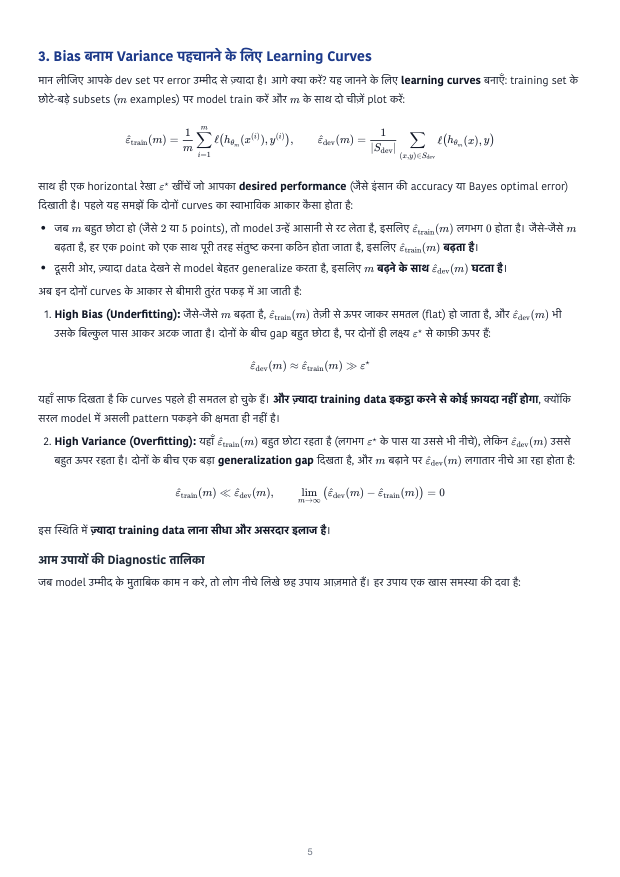 3. Bias बनाम Variance पहचानने के लिए Learning Curves
मान लीजिए आपके dev set पर error उम्मीद से ज़्यादा है। आगे क्या करें? यह जानने के लिए learning curves बनाएँ: training set के
छोटे-बड़े subsets (m examples) पर model train करें और m के साथ दो चीज़ें plot करें:
ε̂_train(m) = 1/m ∑_{i=1}^{m} ℓ(h_{θ_m}(x^{(i)}), y^{(i)}),  ε̂_dev(m) = 1/|S_dev| ∑_{(x,y)∈S_dev} ℓ(h_{θ_m}(x), y)
साथ ही एक horizontal रेखा ε* खींचें जो आपका desired performance (जैसे इंसान की accuracy या Bayes optimal error)
दिखाती है। पहले यह समझें कि दोनों curves का स्वाभाविक आकार कैसा होता है:
• जब m बहुत छोटा हो (जैसे 2 या 5 points), तो model उन्हें आसानी से रट लेता है, इसलिए ε̂_train(m) लगभग 0 होता है। जैसे-जैसे m
बढ़ता है, हर एक point को एक साथ पूरी तरह संतुष्ट करना कठिन होता जाता है, इसलिए ε̂_train(m) बढ़ता है।
• दूसरी ओर, ज़्यादा data देखने से model बेहतर generalize करता है, इसलिए m बढ़ने के साथ ε̂_dev(m) घटता है।
अब इन दोनों curves के आकार से बीमारी तुरंत पकड़ में आ जाती है:
1. High Bias (Underfitting): जैसे-जैसे m बढ़ता है, ε̂_train(m) तेज़ी से ऊपर जाकर समतल (flat) हो जाता है, और ε̂_dev(m) भी
उसके बिल्कुल पास आकर अटक जाता है। दोनों के बीच gap बहुत छोटा है, पर दोनों ही लक्ष्य ε* से काफ़ी ऊपर हैं:
ε̂_dev(m) ≈ ε̂_train(m) ≫ ε*
यहाँ साफ दिखता है कि curves पहले ही समतल हो चुके हैं। और ज़्यादा training data इकट्ठा करने से कोई फ़ायदा नहीं होगा, क्योंकि
सरल model में असली pattern पकड़ने की क्षमता ही नहीं है।
2. High Variance (Overfitting): यहाँ ε̂_train(m) बहुत छोटा रहता है (लगभग ε* के पास या उससे भी नीचे), लेकिन ε̂_dev(m) उससे
बहुत ऊपर रहता है। दोनों के बीच एक बड़ा generalization gap दिखता है, और m बढ़ाने पर ε̂_dev(m) लगातार नीचे आ रहा होता है:
ε̂_train(m) ≪ ε̂_dev(m),  lim_{m→∞} (ε̂_dev(m) − ε̂_train(m)) = 0
इस स्थिति में ज़्यादा training data लाना सीधा और असरदार इलाज है।
आम उपायों की Diagnostic तालिका
जब model उम्मीद के मुताबिक काम न करे, तो लोग नीचे लिखे छह उपाय आज़माते हैं। हर उपाय एक खास समस्या की दवा है:
5